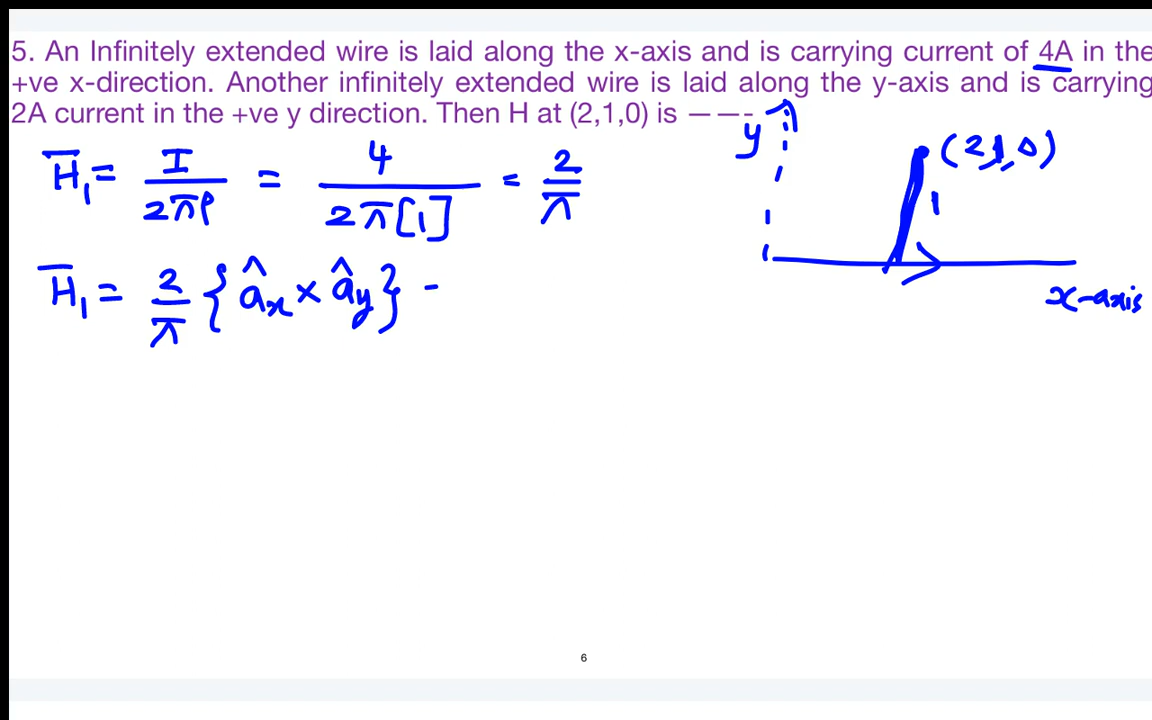 5. An Infinitely extended wire is laid along the x-axis and is carrying current of 4A in the
+ve x-direction. Another infinitely extended wire is laid along the y-axis and is carrying
2A current in the +ve y direction. Then H at (2,1,0) is — — -
y
(2,1,0)
H̅₁ = I / 2πρ = 4 / 2π[1] = 2 / π
1
H̅₁ = 2/π { âx × ây } -
x-axis
6